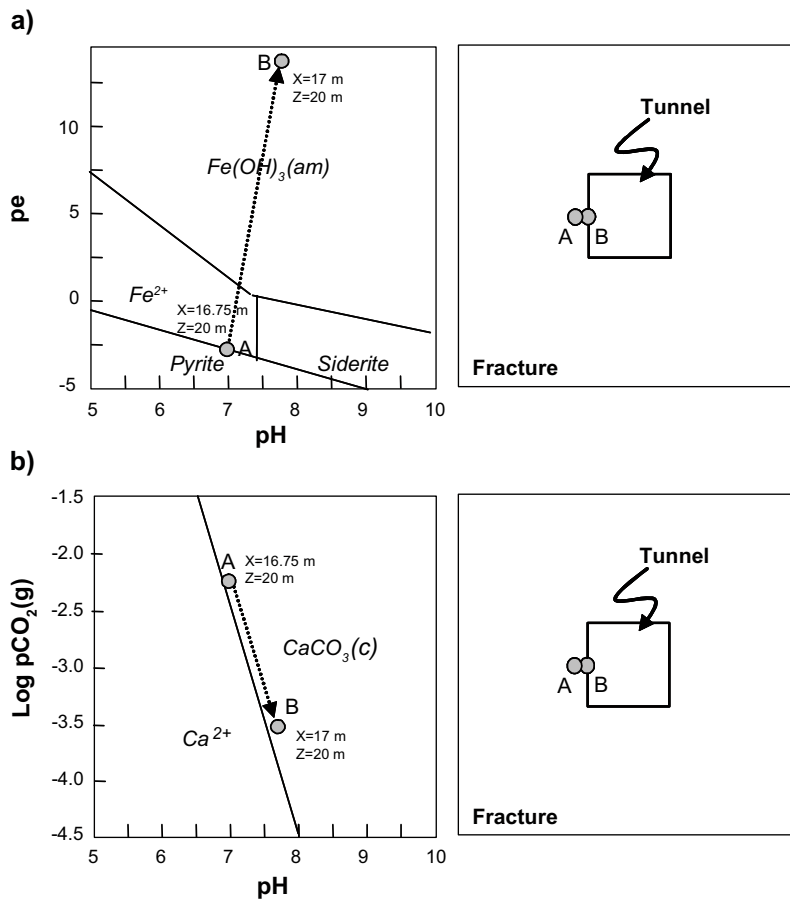 a)
B
X=17 m
Z=20 m
10
Fe(OH)₃(am)
5
pe
0
Fe²⁺
X=16.75 m
Z=20 m
A
Pyrite
Siderite
-5
5 6 7 8 9 10
pH
Tunnel
A B
Fracture
b)
-1.5
-2.0
A
X=16.75 m
Z=20 m
-2.5
CaCO₃(c)
-3.0
Log pCO₂(g)
B
-3.5
X=17 m
Z=20 m
Ca²⁺
-4.0
-4.5
5 6 7 8 9 10
pH
Tunnel
A B
Fracture